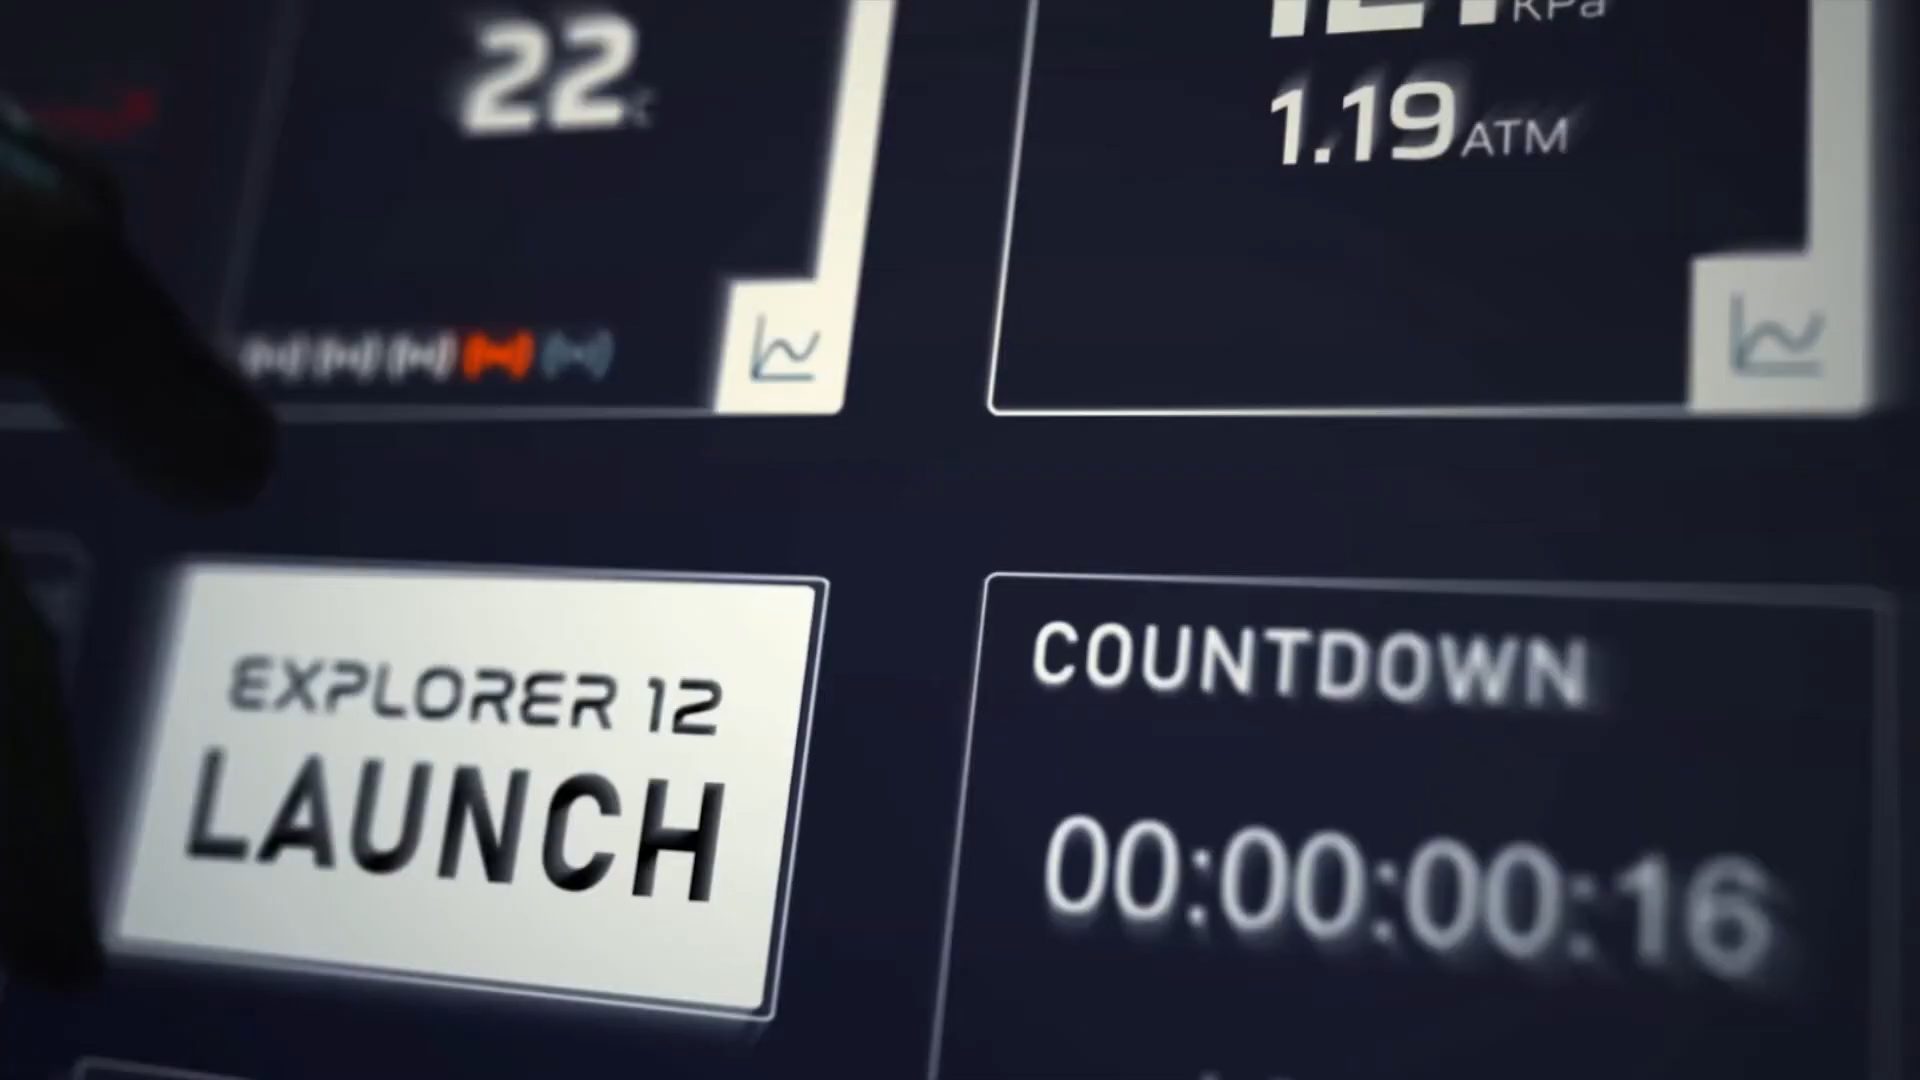 22
KPa
1.19 ATM
EXPLORER 12
LAUNCH
COUNTDOWN
00:00:00:16